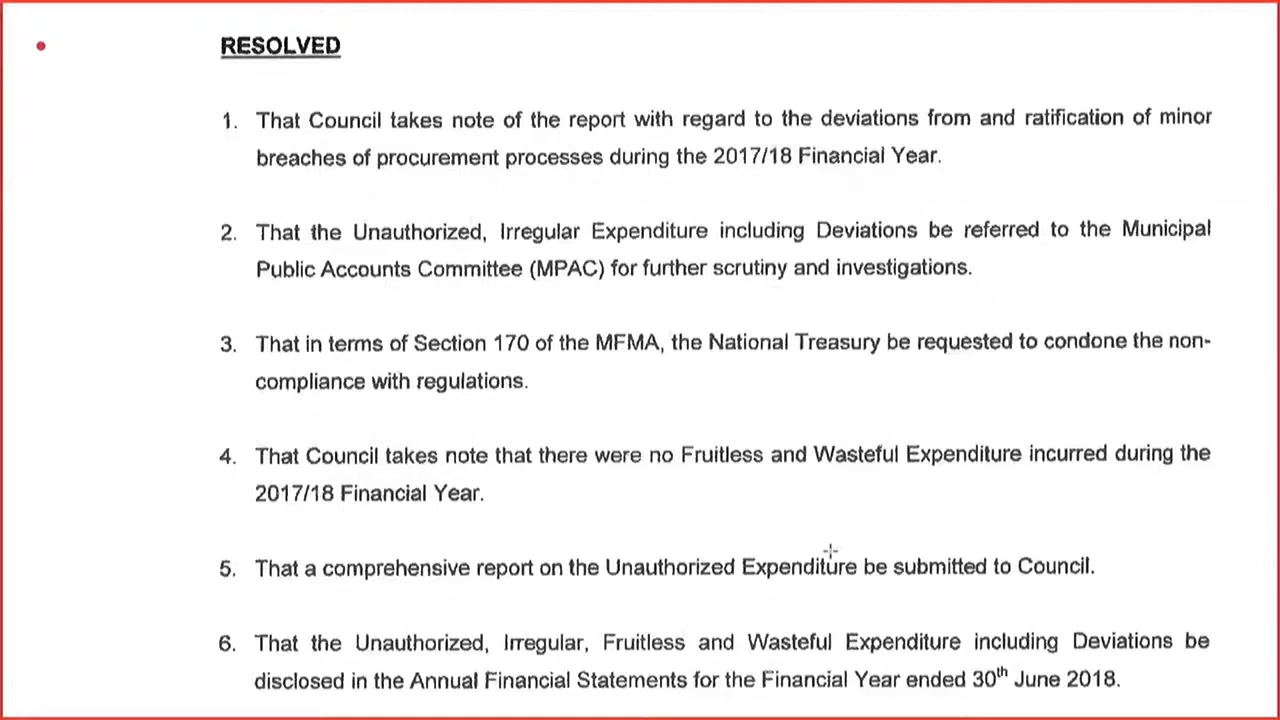 RESOLVED
1. That Council takes note of the report with regard to the deviations from and ratification of minor
breaches of procurement processes during the 2017/18 Financial Year.
2. That the Unauthorized, Irregular Expenditure including Deviations be referred to the Municipal
Public Accounts Committee (MPAC) for further scrutiny and investigations.
3. That in terms of Section 170 of the MFMA, the National Treasury be requested to condone the non-
compliance with regulations.
4. That Council takes note that there were no Fruitless and Wasteful Expenditure incurred during the
2017/18 Financial Year.
5. That a comprehensive report on the Unauthorized Expenditure be submitted to Council.
6. That the Unauthorized, Irregular, Fruitless and Wasteful Expenditure including Deviations be
disclosed in the Annual Financial Statements for the Financial Year ended 30th June 2018.